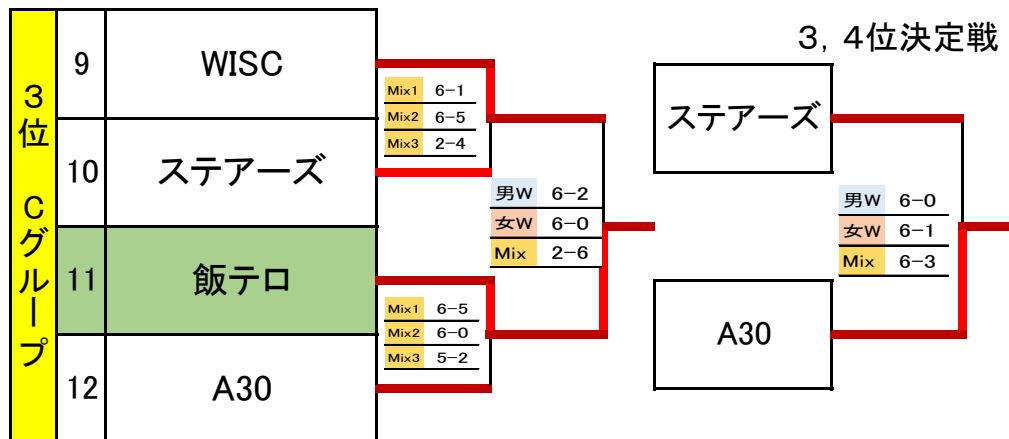 3位 Cグループ
9 WISC
10 ステアーズ
11 飯テロ
12 A30
Mix1 6-1
Mix2 6-5
Mix3 2-4
Mix1 6-5
Mix2 6-0
Mix3 5-2
男W 6-2
女W 6-0
Mix 2-6
3，4位決定戦
ステアーズ
A30
男W 6-0
女W 6-1
Mix 6-3